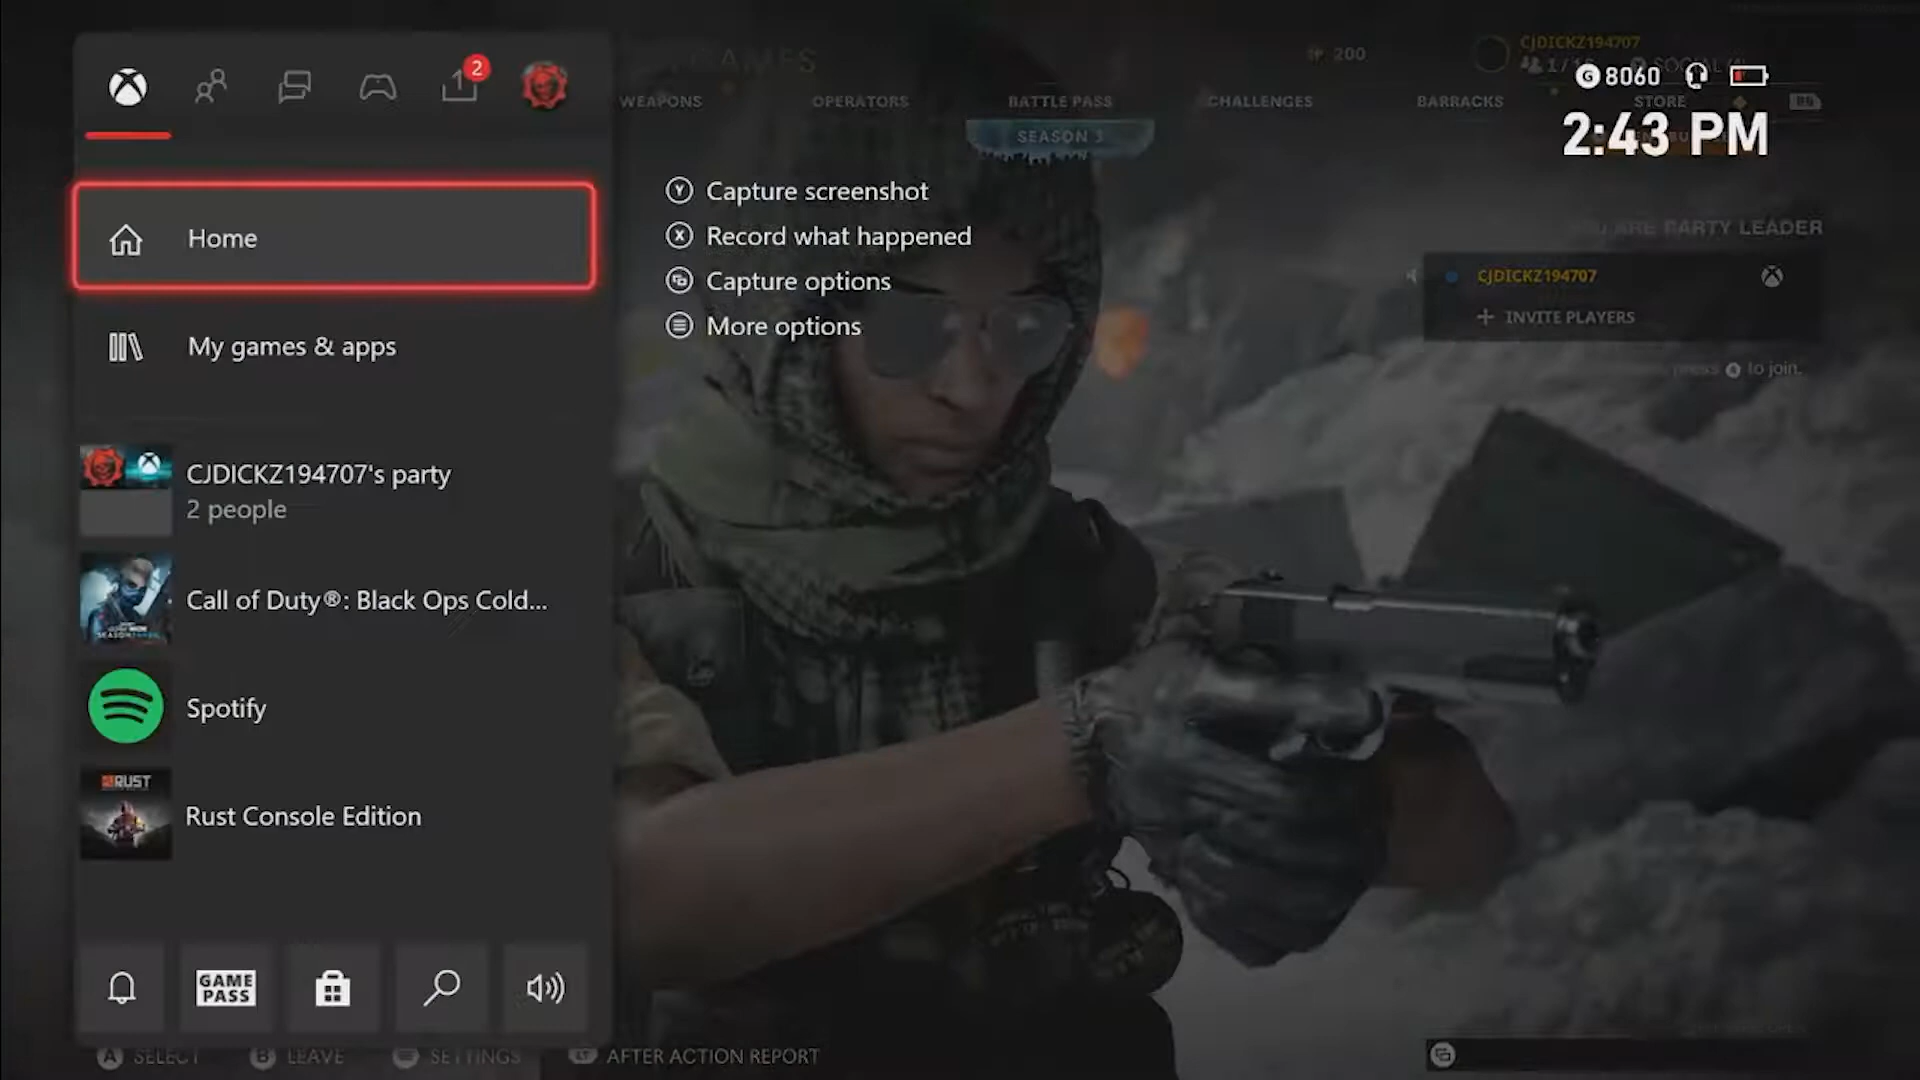 2
GAMES
200
CJDICKZ194707
8060
2:43 PM
WEAPONS
OPERATORS
BATTLE PASS
CHALLENGES
BARRACKS
STORE
SEASON 3
Home
My games & apps
CJDICKZ194707's party
2 people
Call of Duty®: Black Ops Cold...
Spotify
RUST
Rust Console Edition
GAME
PASS
Y Capture screenshot
X Record what happened
Capture options
More options
ARE PARTY LEADER
CJDICKZ194707
+ INVITE PLAYERS
press A to join.
A SELECT
B LEAVE
SETTINGS
AFTER ACTION REPORT